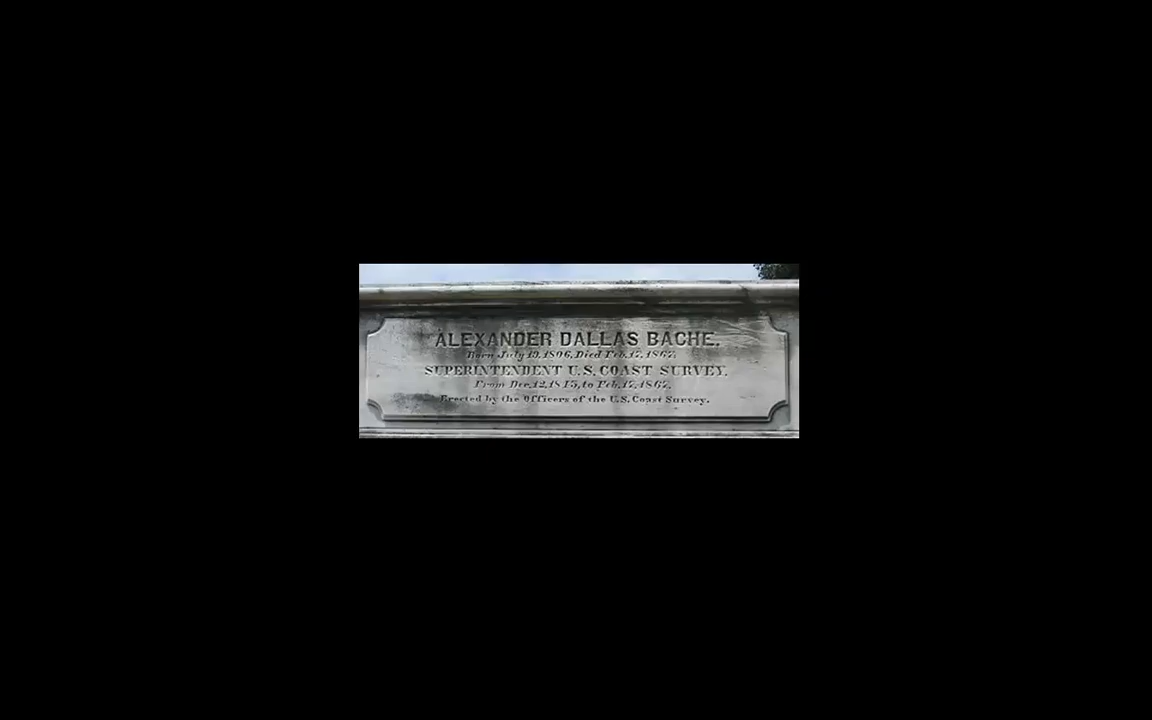 ALEXANDER DALLAS BACHE.
Born July 19, 1806, Died Feb. 17, 1867.
SUPERINTENDENT U.S. COAST SURVEY.
From Dec. 12, 1843, to Feb. 17, 1867.
Erected by the Officers of the U.S. Coast Survey.